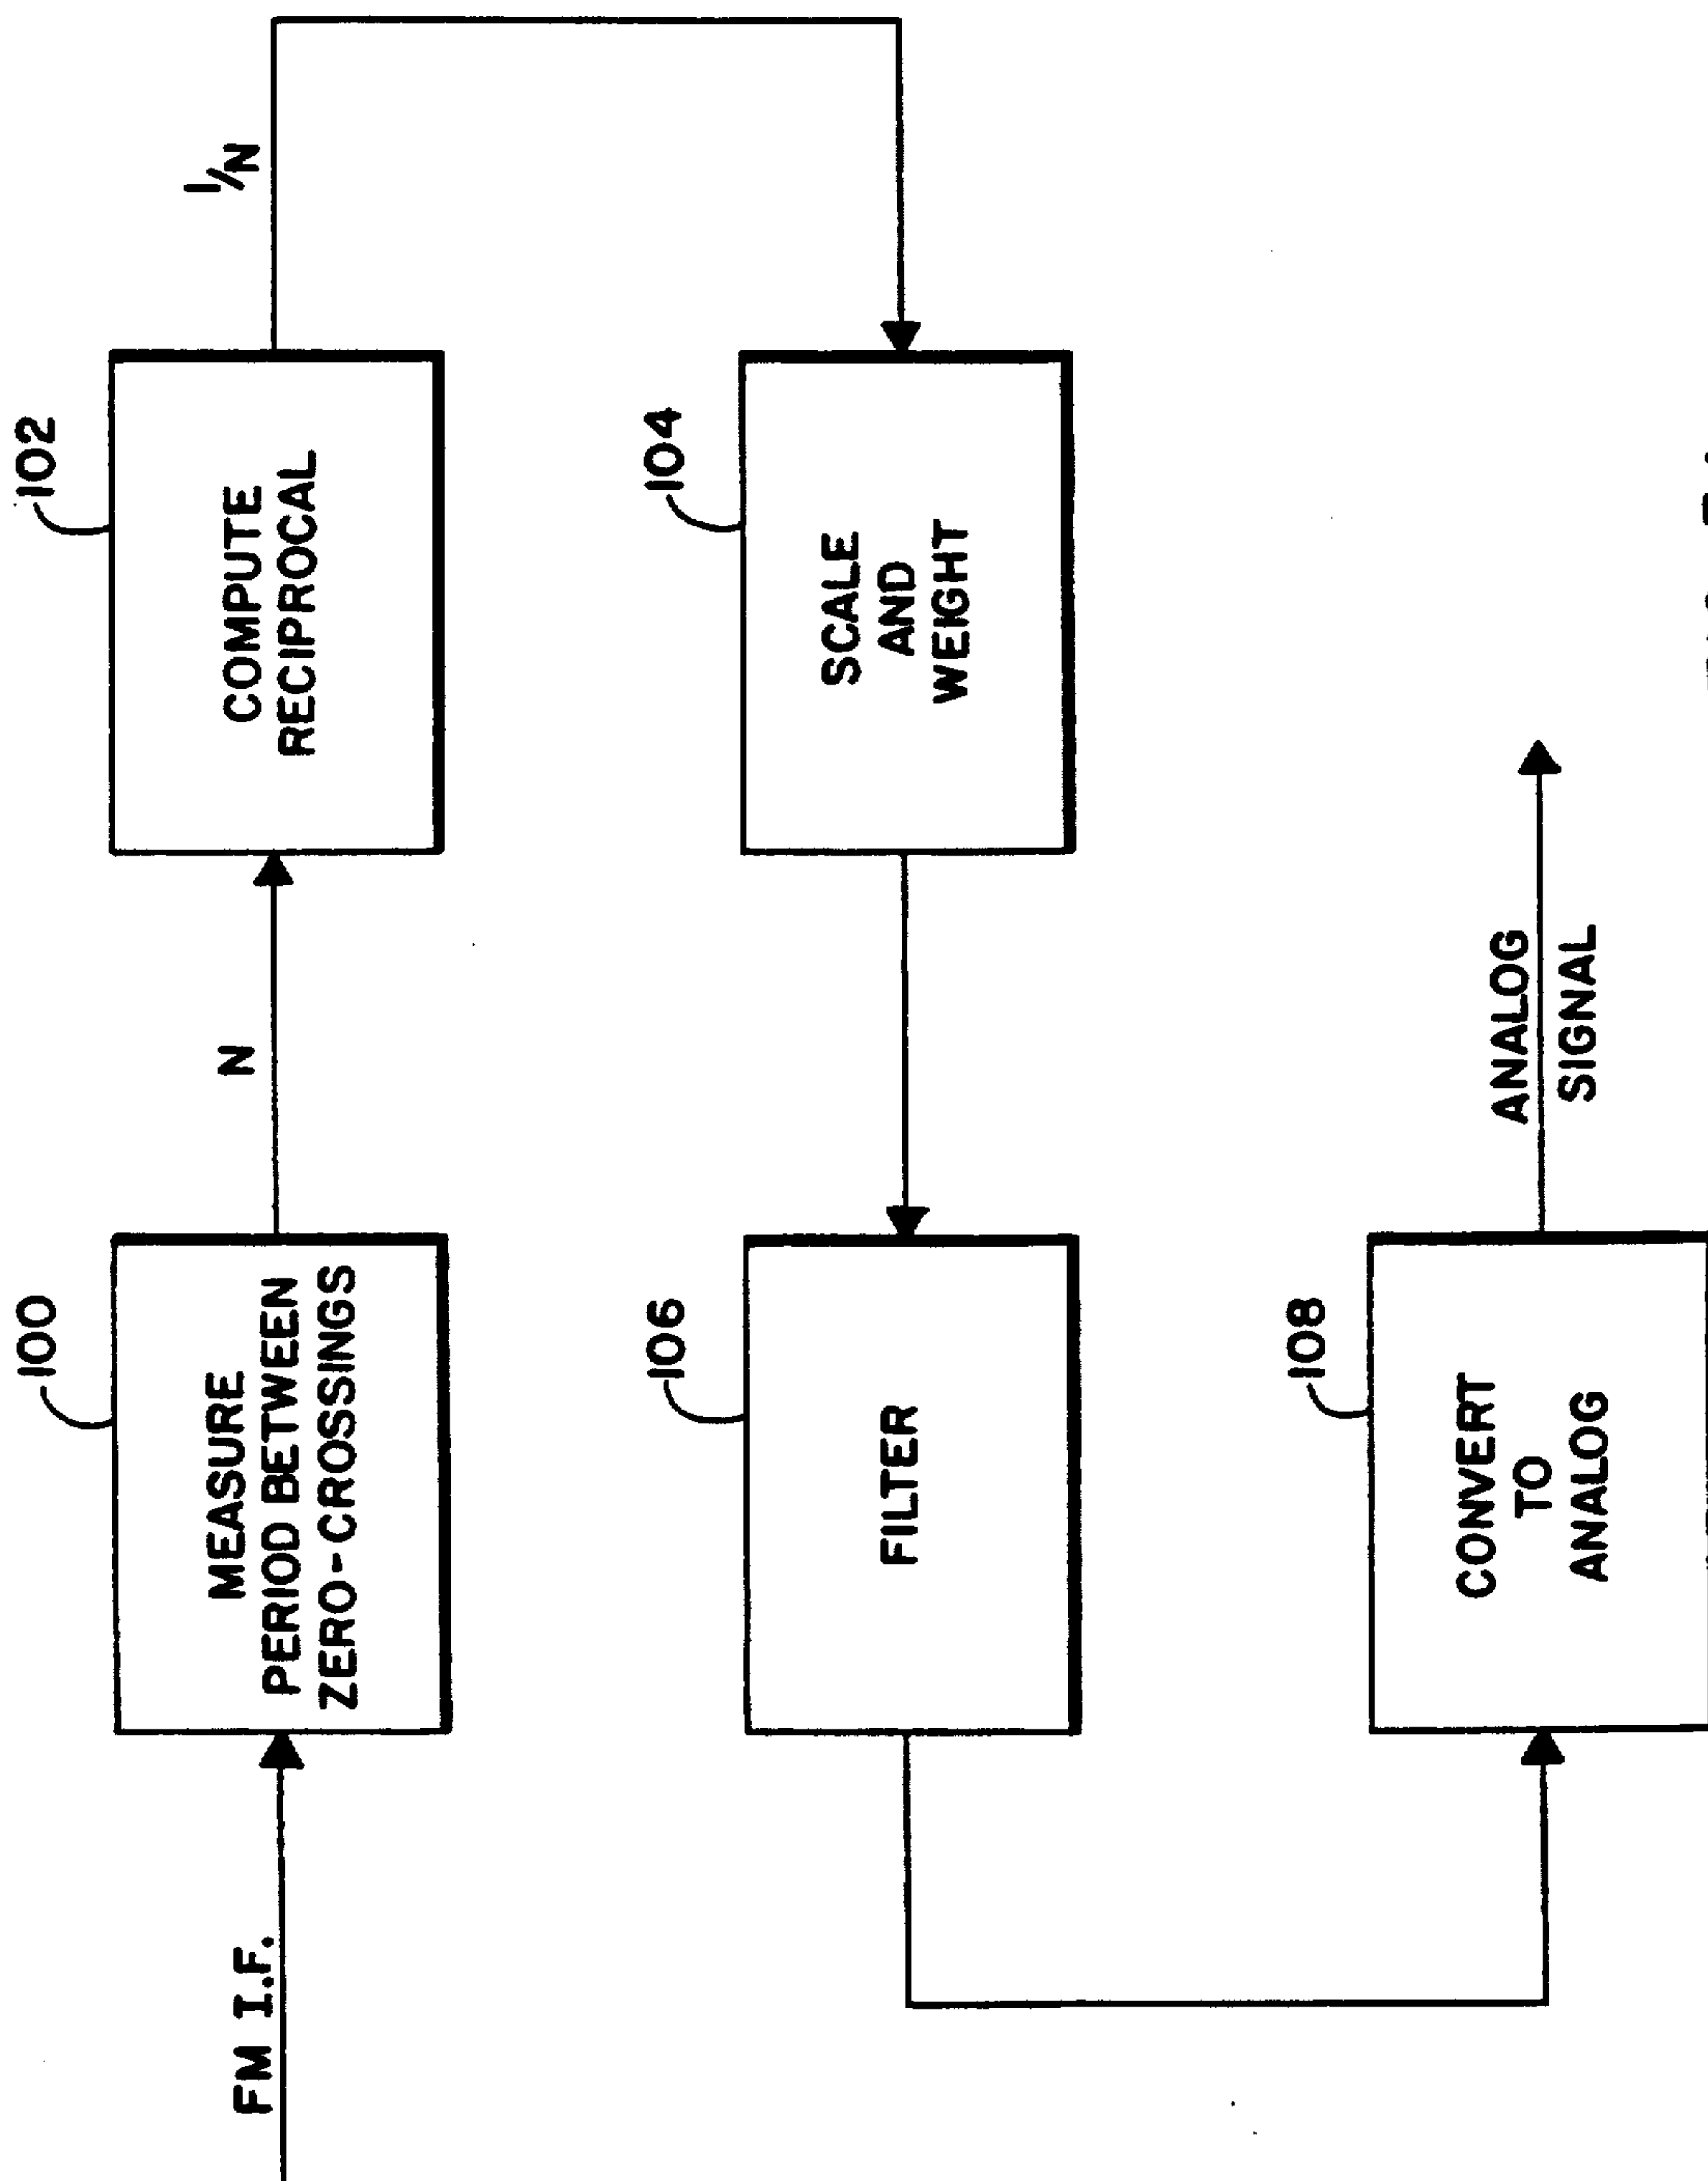 FM I.F.
100
MEASURE
PERIOD BETWEEN
ZERO-CROSSINGS
N
102
COMPUTE
RECIPROCAL
1/N
104
SCALE
AND
WEIGHT
106
FILTER
108
CONVERT
TO
ANALOG
ANALOG
SIGNAL